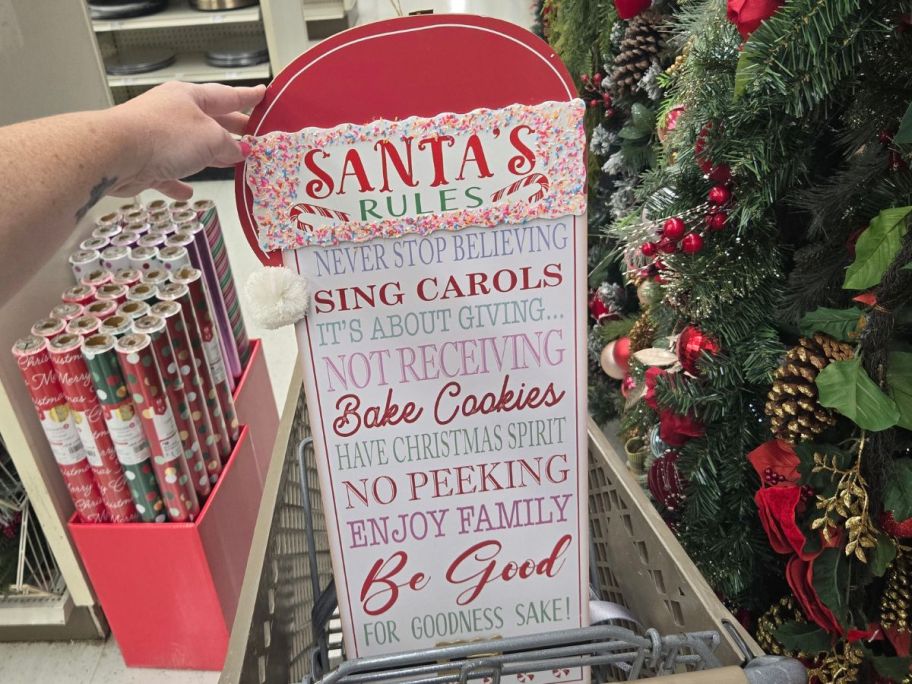 SANTA'S
RULES
NEVER STOP BELIEVING
SING CAROLS
IT'S ABOUT GIVING...
NOT RECEIVING
Bake Cookies
HAVE CHRISTMAS SPIRIT
NO PEEKING
ENJOY FAMILY
Be Good
FOR GOODNESS SAKE!